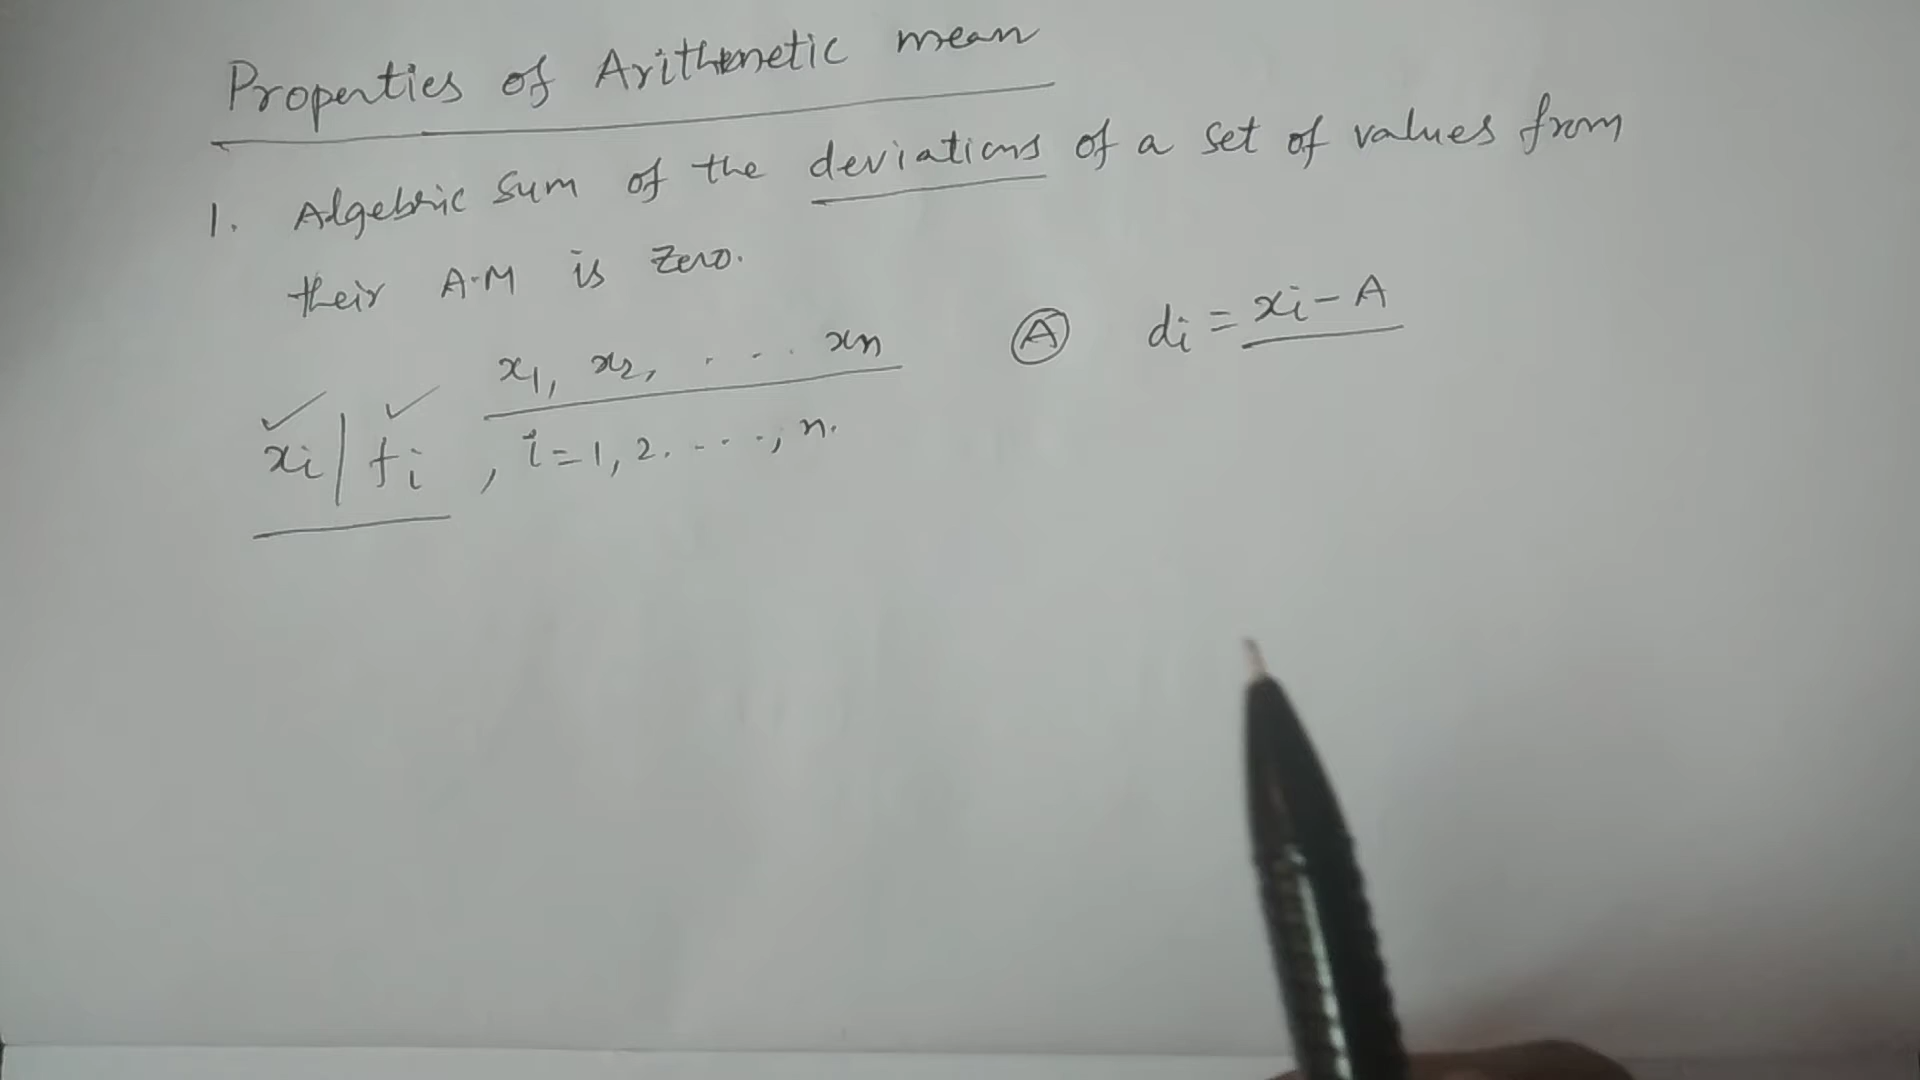 Properties of Arithmetic mean
1. Algebric sum of the deviations of a set of values from
their A.M is Zero.
x1, x2, . . . xn Ⓐ di = xi - A
xi | fi , i=1, 2. - - ., n.